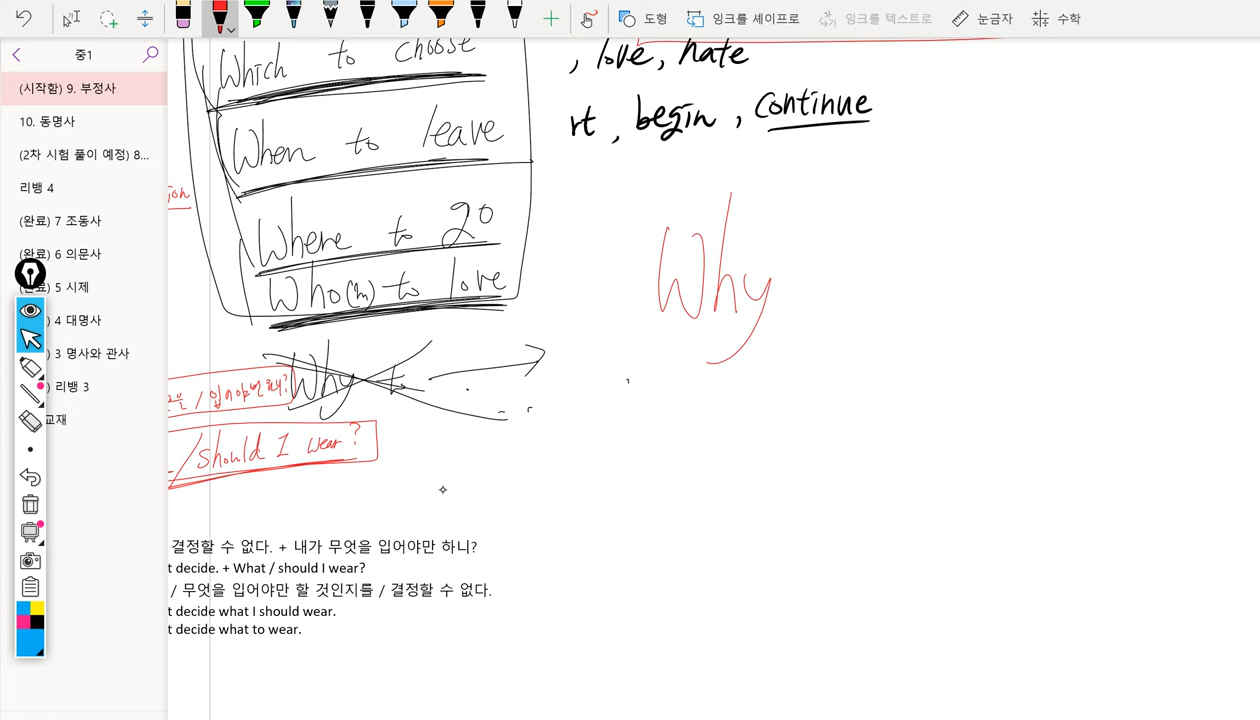 도형
잉크를 셰이프로
잉크를 텍스트로
눈금자
수학
중1
(시작함) 9. 부정사
10. 동명사
(2차 시험 풀이 예정) 8...
리뱅 4
(완료) 7 조동사
(완료) 6 의문사
) 5 시제
) 4 대명사
) 3 명사와 관사
) 리뱅 3
교재
Which to choose
When to leave
Where to go
Who(m) to love
Why t
/should I wear?
, love, hate
rt, begin, continue
Why
결정할 수 없다. + 내가 무엇을 입어야만 하니?
t decide. + What / should I wear?
/ 무엇을 입어야만 할 것인지를 / 결정할 수 없다.
t decide what I should wear.
t decide what to wear.